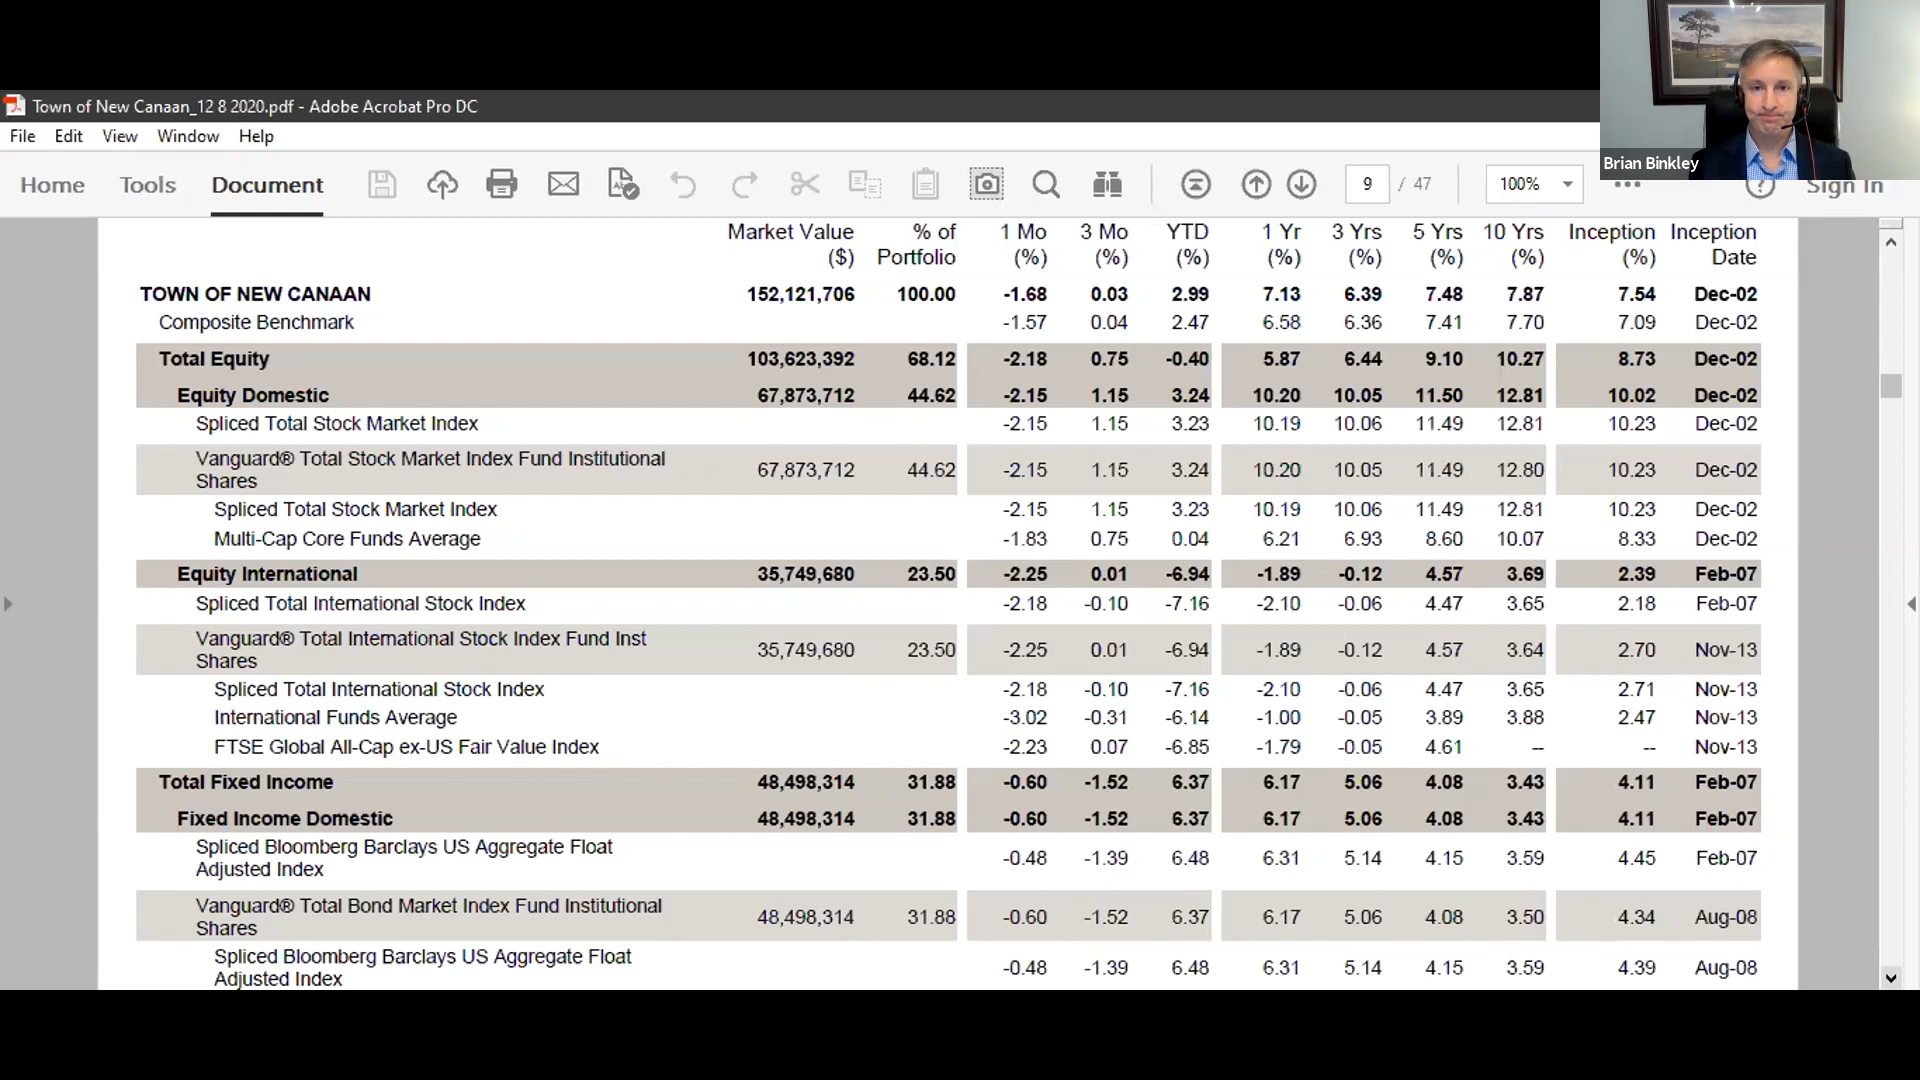 Town of New Canaan_12 8 2020.pdf - Adobe Acrobat Pro DC
File Edit View Window Help
Brian Binkley
Home Tools Document 9 / 47 100% Sign In
Market Value % of 1 Mo 3 Mo YTD 1 Yr 3 Yrs 5 Yrs 10 Yrs Inception Inception
($) Portfolio (%) (%) (%) (%) (%) (%) (%) (%) Date
TOWN OF NEW CANAAN 152,121,706 100.00 -1.68 0.03 2.99 7.13 6.39 7.48 7.87 7.54 Dec-02
Composite Benchmark -1.57 0.04 2.47 6.58 6.36 7.41 7.70 7.09 Dec-02
Total Equity 103,623,392 68.12 -2.18 0.75 -0.40 5.87 6.44 9.10 10.27 8.73 Dec-02
Equity Domestic 67,873,712 44.62 -2.15 1.15 3.24 10.20 10.05 11.50 12.81 10.02 Dec-02
Spliced Total Stock Market Index -2.15 1.15 3.23 10.19 10.06 11.49 12.81 10.23 Dec-02
Vanguard® Total Stock Market Index Fund Institutional
Shares 67,873,712 44.62 -2.15 1.15 3.24 10.20 10.05 11.49 12.80 10.23 Dec-02
Spliced Total Stock Market Index -2.15 1.15 3.23 10.19 10.06 11.49 12.81 10.23 Dec-02
Multi-Cap Core Funds Average -1.83 0.75 0.04 6.21 6.93 8.60 10.07 8.33 Dec-02
Equity International 35,749,680 23.50 -2.25 0.01 -6.94 -1.89 -0.12 4.57 3.69 2.39 Feb-07
Spliced Total International Stock Index -2.18 -0.10 -7.16 -2.10 -0.06 4.47 3.65 2.18 Feb-07
Vanguard® Total International Stock Index Fund Inst
Shares 35,749,680 23.50 -2.25 0.01 -6.94 -1.89 -0.12 4.57 3.64 2.70 Nov-13
Spliced Total International Stock Index -2.18 -0.10 -7.16 -2.10 -0.06 4.47 3.65 2.71 Nov-13
International Funds Average -3.02 -0.31 -6.14 -1.00 -0.05 3.89 3.88 2.47 Nov-13
FTSE Global All-Cap ex-US Fair Value Index -2.23 0.07 -6.85 -1.79 -0.05 4.61 -- -- Nov-13
Total Fixed Income 48,498,314 31.88 -0.60 -1.52 6.37 6.17 5.06 4.08 3.43 4.11 Feb-07
Fixed Income Domestic 48,498,314 31.88 -0.60 -1.52 6.37 6.17 5.06 4.08 3.43 4.11 Feb-07
Spliced Bloomberg Barclays US Aggregate Float
Adjusted Index -0.48 -1.39 6.48 6.31 5.14 4.15 3.59 4.45 Feb-07
Vanguard® Total Bond Market Index Fund Institutional
Shares 48,498,314 31.88 -0.60 -1.52 6.37 6.17 5.06 4.08 3.50 4.34 Aug-08
Spliced Bloomberg Barclays US Aggregate Float
Adjusted Index -0.48 -1.39 6.48 6.31 5.14 4.15 3.59 4.39 Aug-08